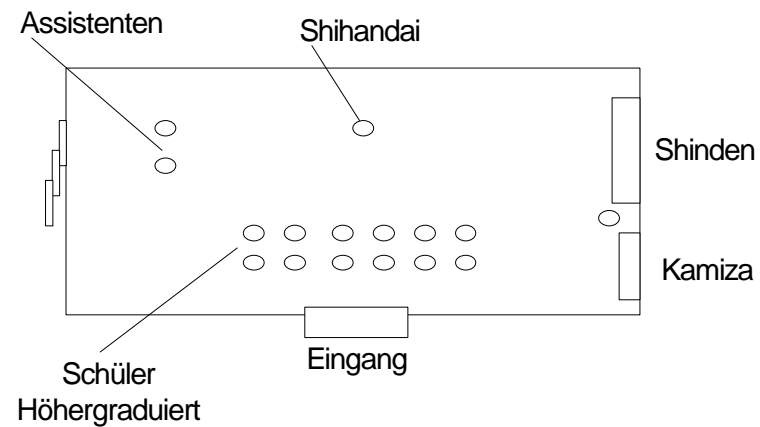 Assistenten
Shihandai
Shinden
Kamiza
Eingang
Schüler
Höhergraduiert